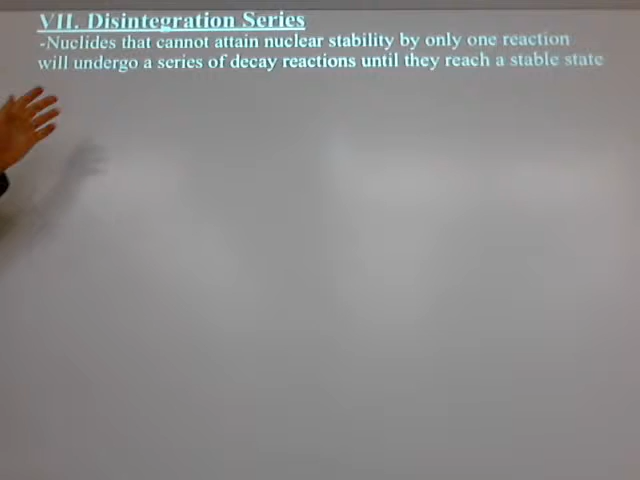 VII. Disintegration Series
-Nuclides that cannot attain nuclear stability by only one reaction
will undergo a series of decay reactions until they reach a stable state